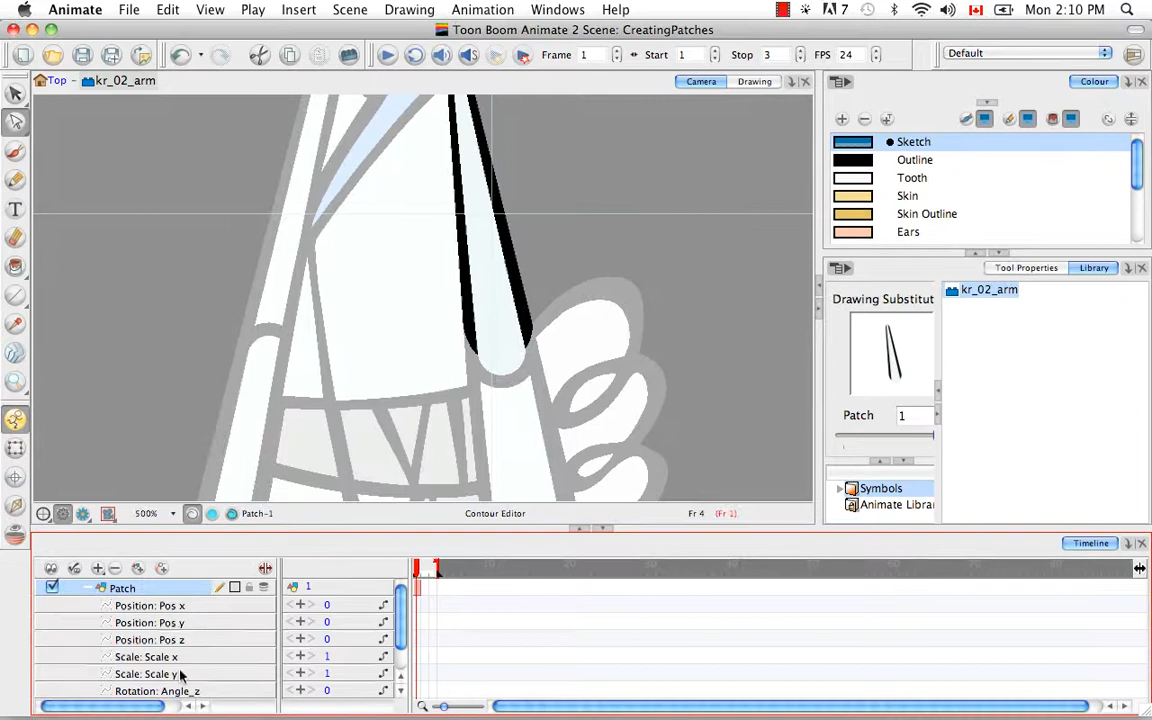 Animate File Edit View Play Insert Scene Drawing Animation Windows Help 7 Mon 2:10 PM
Toon Boom Animate 2 Scene: CreatingPatches
Frame 1 Start 1 Stop 3 FPS 24 Default
Top - kr_02_arm Camera Drawing Colour
Sketch
Outline
Tooth
Skin
Skin Outline
Ears
Tool Properties Library
Drawing Substitut kr_02_arm
Patch 1
Symbols
Animate Libra
500% Patch-1 Contour Editor Fr 4 (Fr 1)
Timeline
Patch 1
Position: Pos x 0
Position: Pos y 0
Position: Pos z 0
Scale: Scale x 1
Scale: Scale y 1
Rotation: Angle_z 0